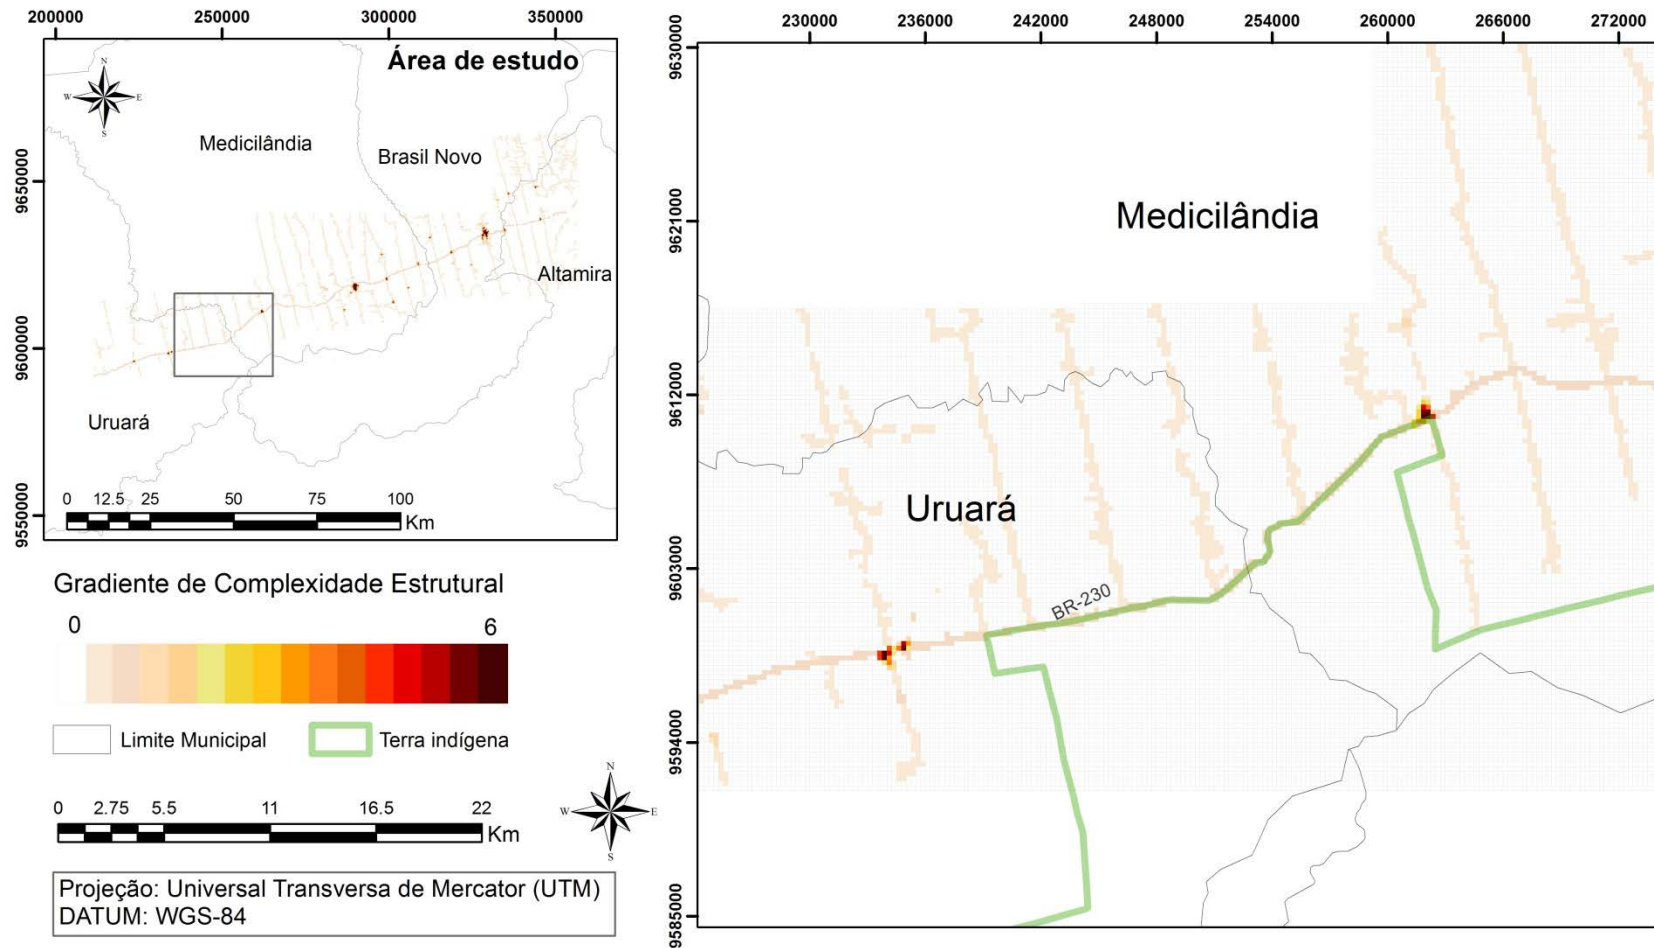 200000 250000 300000 350000
Área de estudo
N
W E
S
Medicilândia
Brasil Novo
Altamira
Uruará
9650000
9600000
9550000
0 12.5 25 50 75 100
Km
Gradiente de Complexidade Estrutural
0 6
Limite Municipal
Terra indígena
0 2.75 5.5 11 16.5 22
Km
N
W E
S
Projeção: Universal Transversa de Mercator (UTM)
DATUM: WGS-84
230000 236000 242000 248000 254000 260000 266000 272000
9630000
9621000
9612000
9603000
9594000
9585000
Medicilândia
Uruará
BR-230